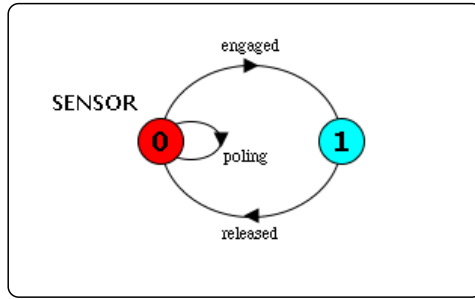 engaged
SENSOR
0
1
poling
released